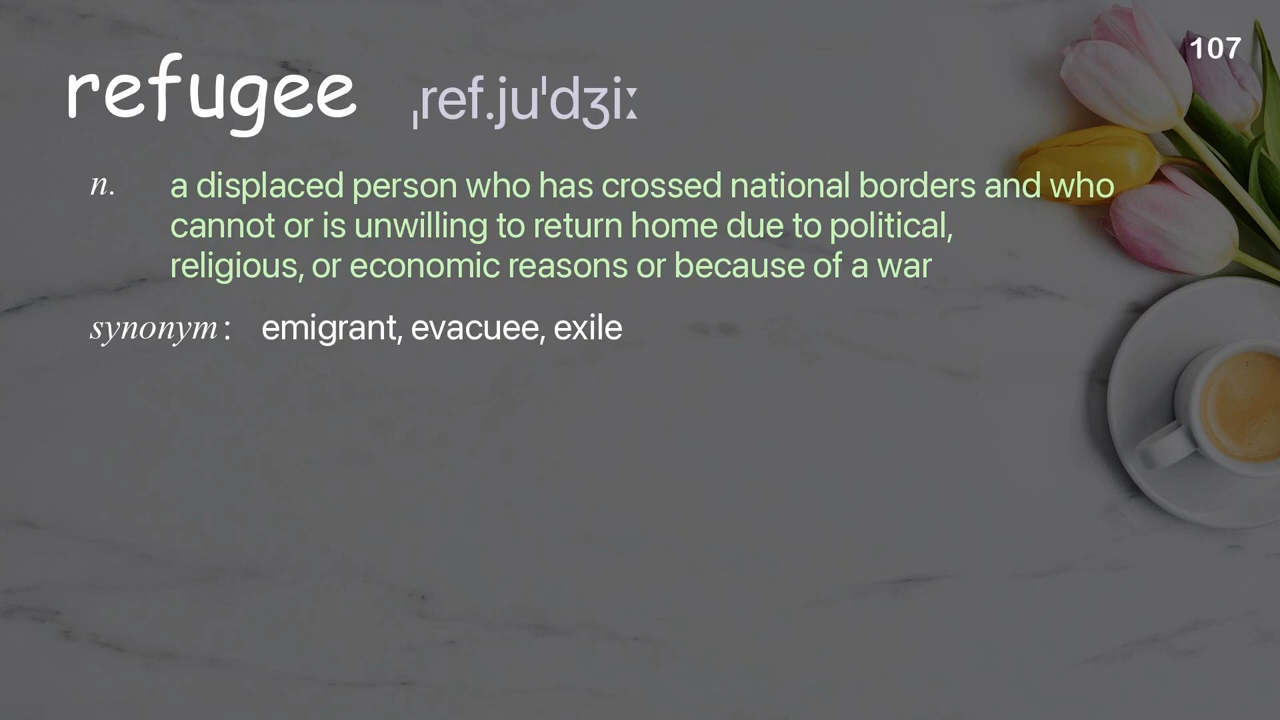 107
refugee ˌref.juˈdʒiː
n. a displaced person who has crossed national borders and who
cannot or is unwilling to return home due to political,
religious, or economic reasons or because of a war
synonym: emigrant, evacuee, exile